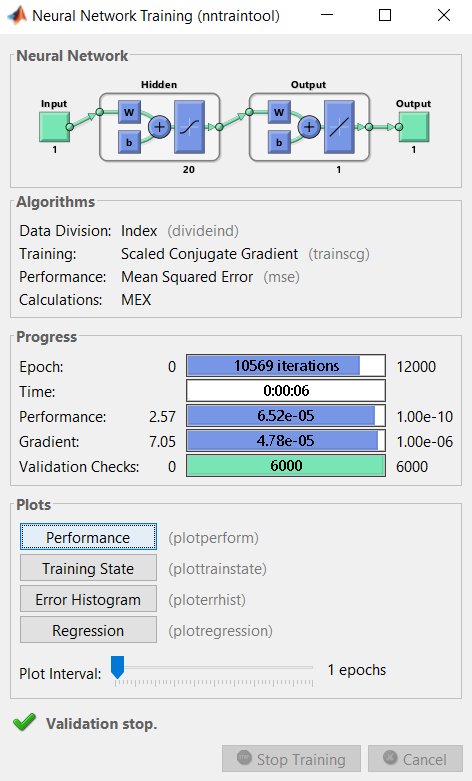 Neural Network Training (nntraintool)
Neural Network
Hidden
Output
Input
W
b
+
W
b
+
Output
1
20
1
1
Algorithms
Data Division: Index (divideind)
Training: Scaled Conjugate Gradient (trainscg)
Performance: Mean Squared Error (mse)
Calculations: MEX
Progress
Epoch: 0 10569 iterations 12000
Time: 0:00:06
Performance: 2.57 6.52e-05 1.00e-10
Gradient: 7.05 4.78e-05 1.00e-06
Validation Checks: 0 6000 6000
Plots
Performance (plotperform)
Training State (plottrainstate)
Error Histogram (ploterrhist)
Regression (plotregression)
Plot Interval: 1 epochs
Validation stop.
Stop Training Cancel